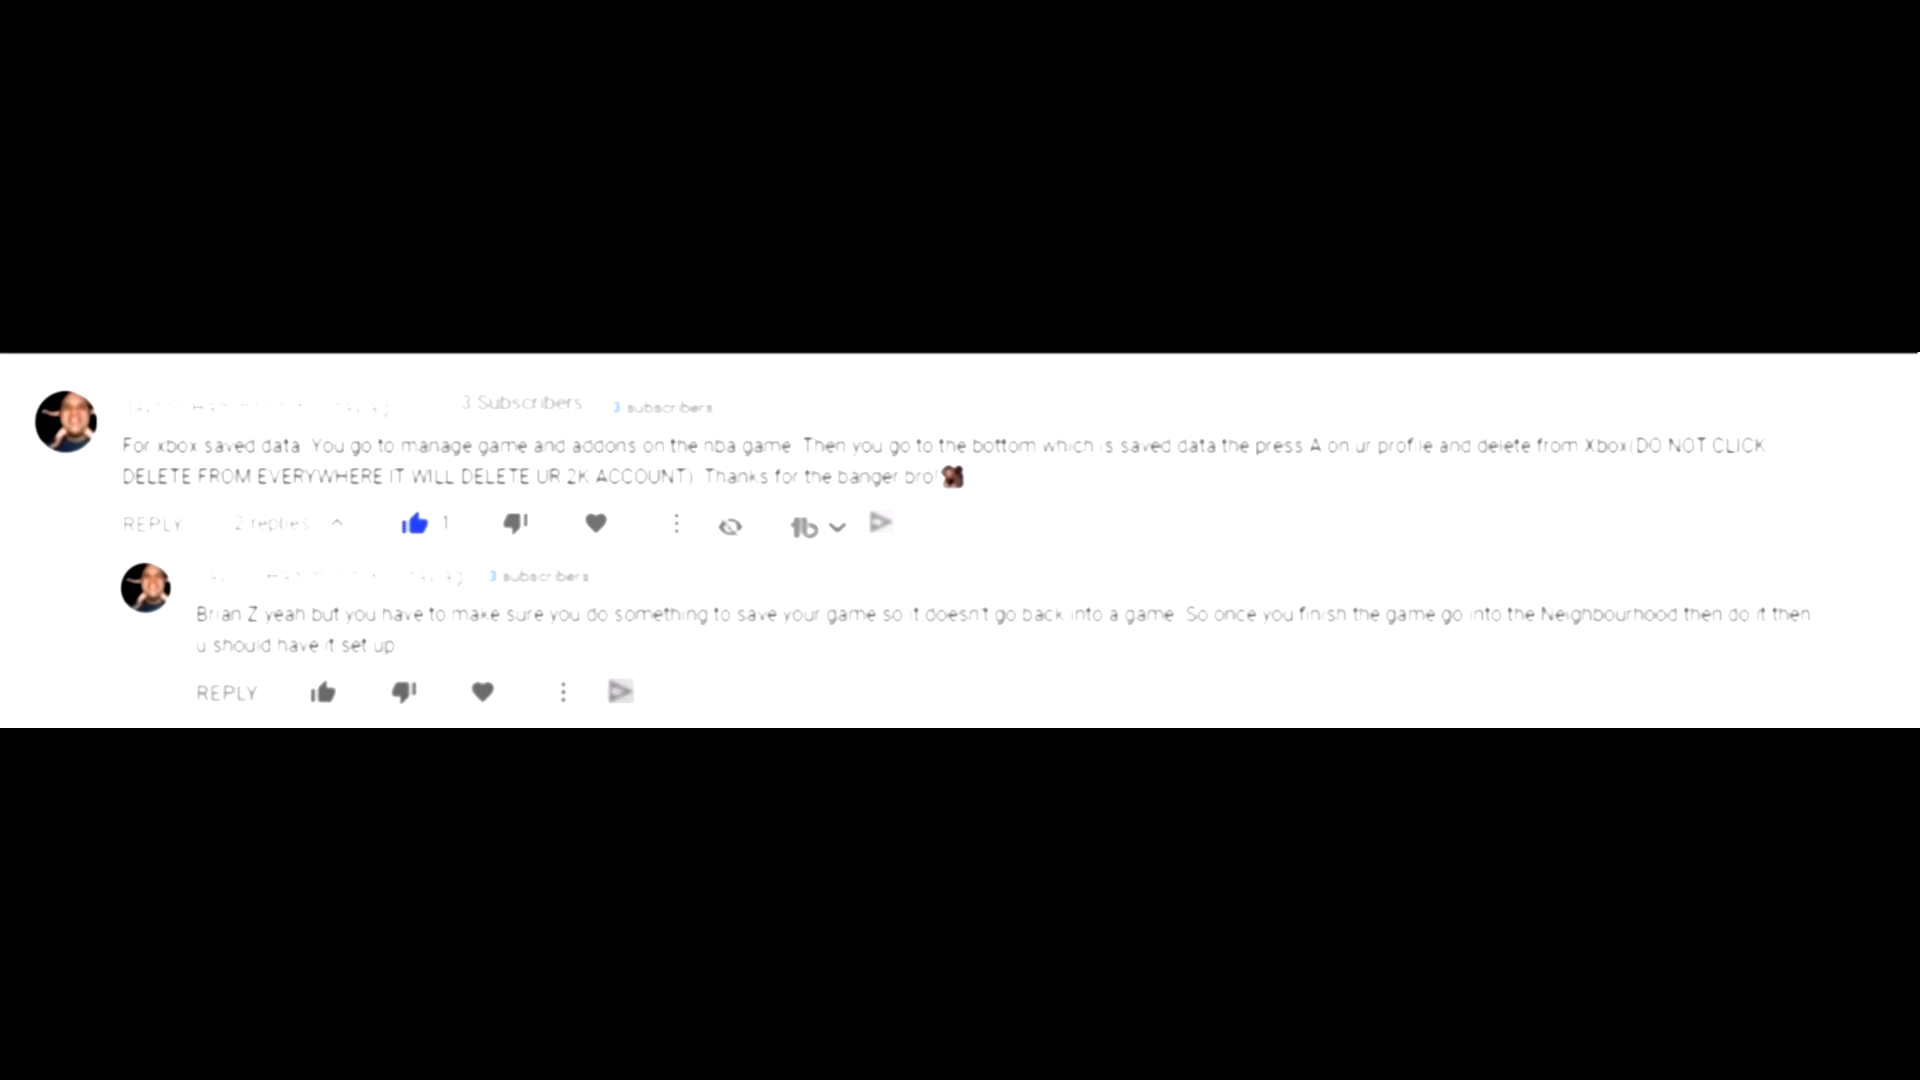 3 Subscribers 3 subscribers
For xbox saved data. You go to manage game and addons on the nba game. Then you go to the bottom which is saved data the press A on ur profile and delete from Xbox(DO NOT CLICK
DELETE FROM EVERYWHERE IT WILL DELETE UR 2K ACCOUNT). Thanks for the banger bro!
REPLY 2 replies 1
3 subscribers
Brian Z yeah but you have to make sure you do something to save your game so it doesn't go back into a game. So once you finish the game go into the Neighbourhood then do it then
u should have it set up
REPLY